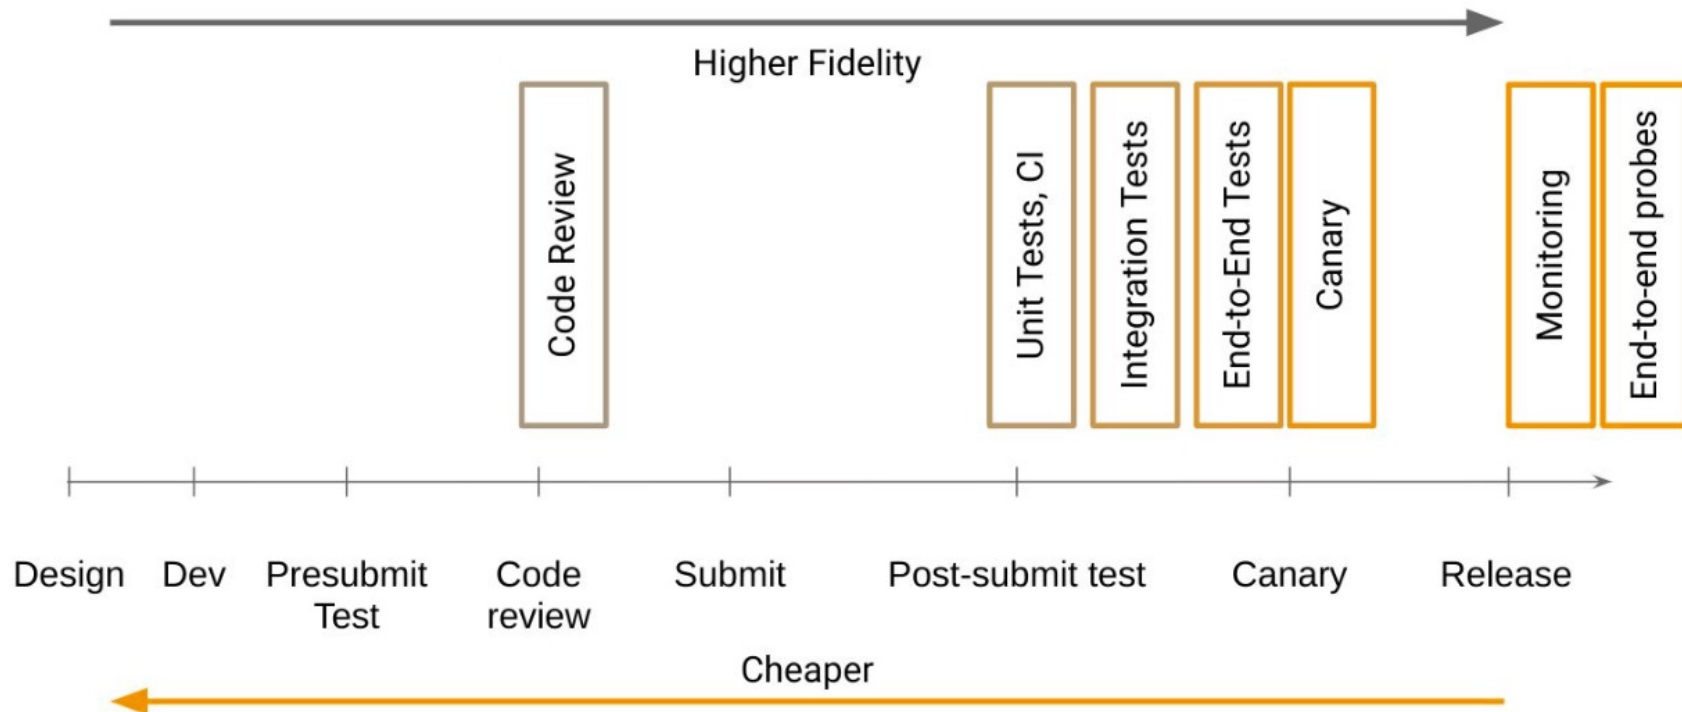 Higher Fidelity
Code Review
Unit Tests, CI
Integration Tests
End-to-End Tests
Canary
Monitoring
End-to-end probes
Design
Dev
Presubmit
Test
Code
review
Submit
Post-submit test
Canary
Release
Cheaper